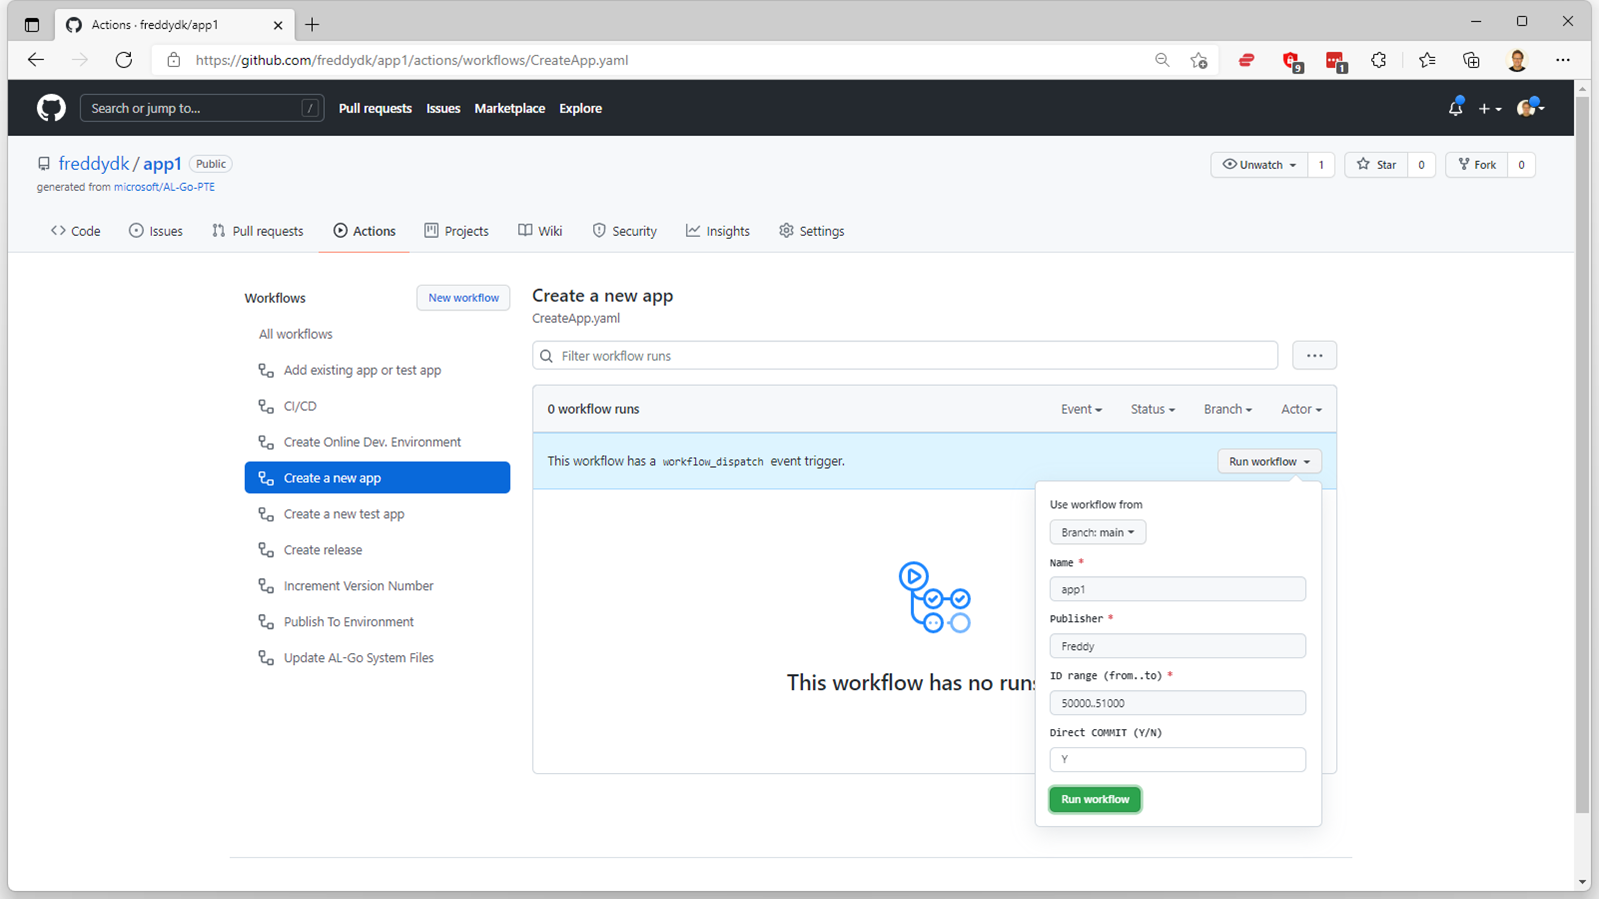 Actions · freddydk/app1
https://github.com/freddydk/app1/actions/workflows/CreateApp.yaml
9
1
Search or jump to...
/
Pull requests
Issues
Marketplace
Explore
freddydk / app1
Public
generated from microsoft/AL-Go-PTE
Unwatch
1
Star
0
Fork
0
Code
Issues
Pull requests
Actions
Projects
Wiki
Security
Insights
Settings
Workflows
New workflow
All workflows
Add existing app or test app
CI/CD
Create Online Dev. Environment
Create a new app
Create a new test app
Create release
Increment Version Number
Publish To Environment
Update AL-Go System Files
Create a new app
CreateApp.yaml
Filter workflow runs
0 workflow runs
Event
Status
Branch
Actor
This workflow has a workflow_dispatch event trigger.
Run workflow
This workflow has no runs
Use workflow from
Branch: main
Name *
app1
Publisher *
Freddy
ID range (from..to) *
50000..51000
Direct COMMIT (Y/N)
Y
Run workflow